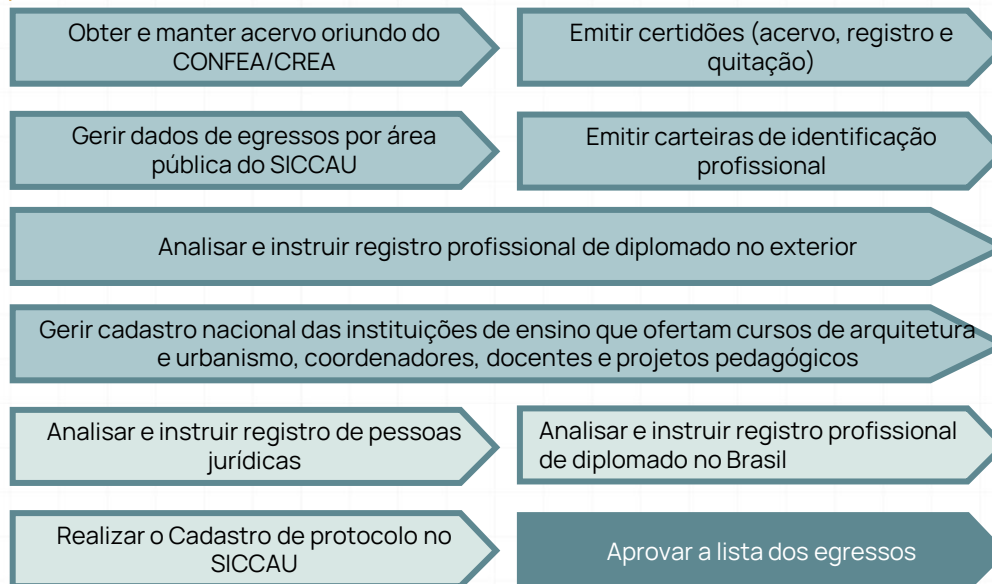 Obter e manter acervo oriundo do
CONFEA/CREA
Emitir certidões (acervo, registro e
quitação)
Gerir dados de egressos por área
pública do SICCAU
Emitir carteiras de identificação
profissional
Analisar e instruir registro profissional de diplomado no exterior
Gerir cadastro nacional das instituições de ensino que ofertam cursos de arquitetura
e urbanismo, coordenadores, docentes e projetos pedagógicos
Analisar e instruir registro de pessoas
jurídicas
Analisar e instruir registro profissional
de diplomado no Brasil
Realizar o Cadastro de protocolo no
SICCAU
Aprovar a lista dos egressos